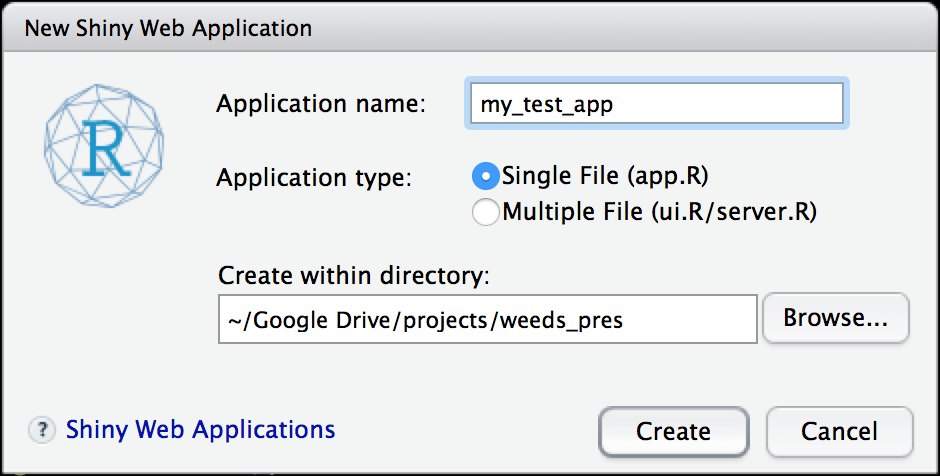 New Shiny Web Application
R
Application name: my_test_app
Application type: Single File (app.R)
Multiple File (ui.R/server.R)
Create within directory:
~/Google Drive/projects/weeds_pres Browse...
? Shiny Web Applications Create Cancel